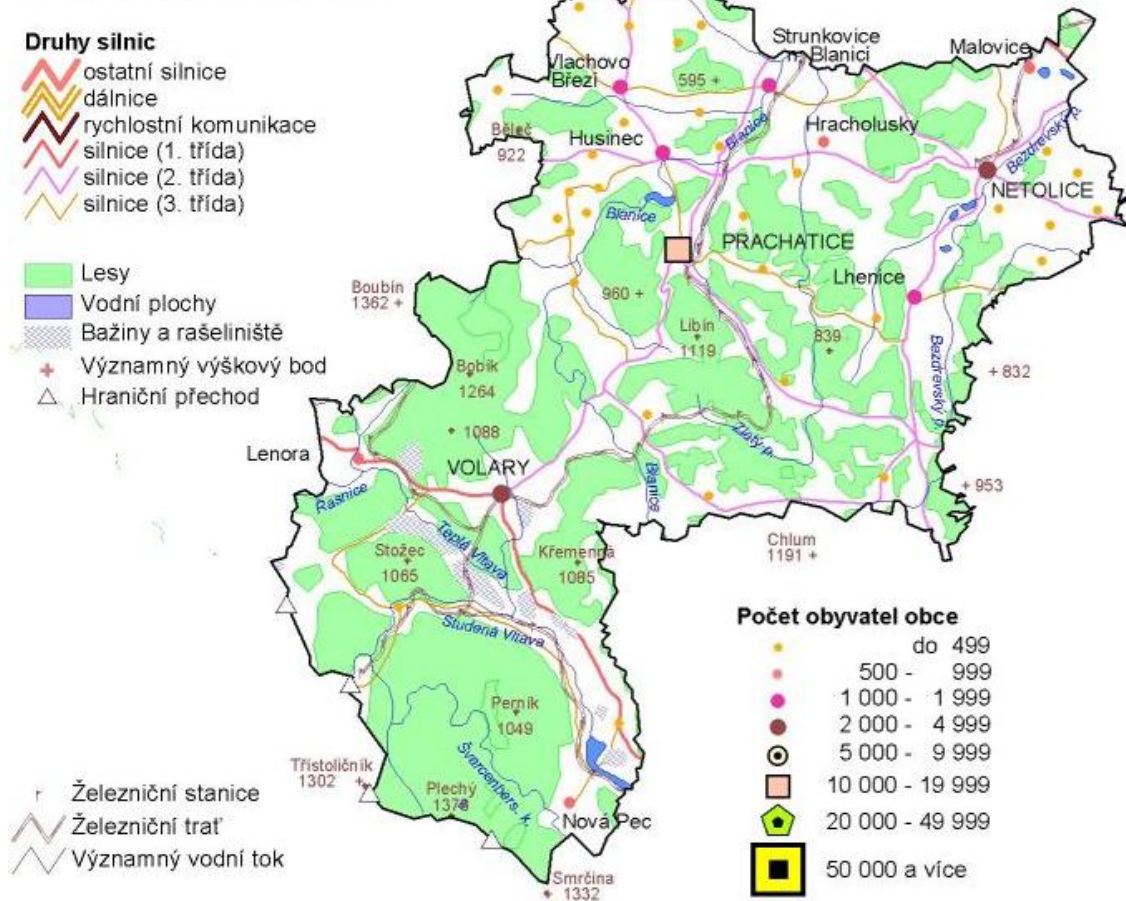 Druhy silnic
ostatní silnice
dálnice
rychlostní komunikace
silnice (1. třída)
silnice (2. třída)
silnice (3. třída)
Lesy
Vodní plochy
Bažiny a rašeliniště
Významný výškový bod
Hraniční přechod
Strunkovice
n. Blanicí
Malovice
Vlachovo
Březí
595
Běleč
922
Husinec
Blanice
Hracholusky
Bezdrevský p.
NETOLICE
Blanice
PRACHATICE
Lhenice
Boubín
1362
960
Libín
1119
839
Bezdrevský p.
832
Bobík
1264
1088
Lenora
VOLARY
Zlatý p.
Blanice
953
Řasnice
Teplá Vltava
Stožec
1065
Křemenná
1085
Chlum
1191
Studená Vltava
Perník
1049
Švarcenbers. k.
Třístoličník
1302
Plechý
1378
Nová Pec
Smrčina
1332
Počet obyvatel obce
do 499
500 - 999
1 000 - 1 999
2 000 - 4 999
5 000 - 9 999
10 000 - 19 999
20 000 - 49 999
50 000 a více
Železniční stanice
Železniční trať
Významný vodní tok